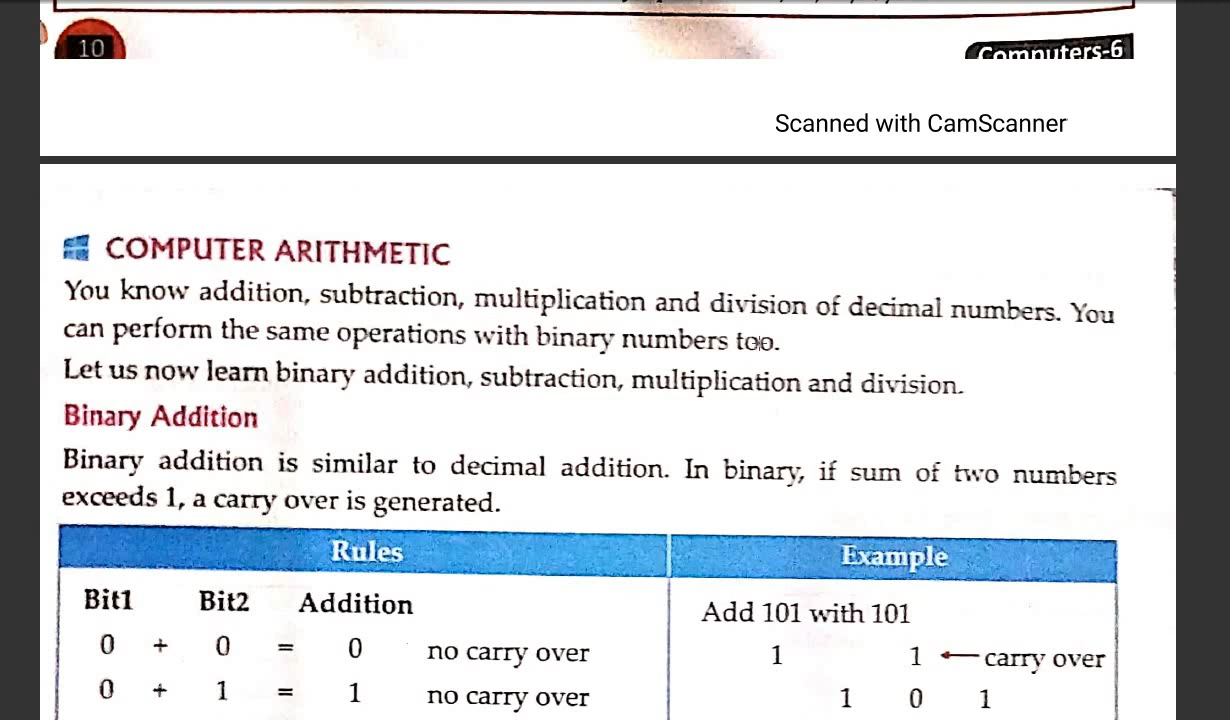 10
Computers-6
Scanned with CamScanner
COMPUTER ARITHMETIC
You know addition, subtraction, multiplication and division of decimal numbers. You
can perform the same operations with binary numbers too.
Let us now learn binary addition, subtraction, multiplication and division.
Binary Addition
Binary addition is similar to decimal addition. In binary, if sum of two numbers
exceeds 1, a carry over is generated.
Rules
Example
Bit1 Bit2 Addition
0 + 0 = 0 no carry over
0 + 1 = 1 no carry over
Add 101 with 101
1 1 ← carry over
1 0 1